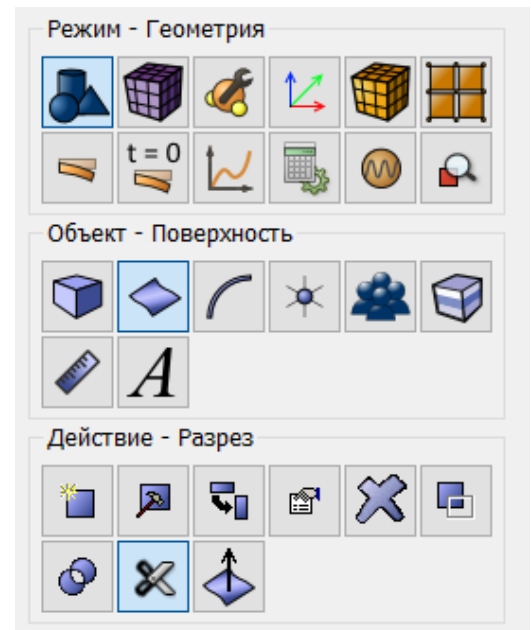 Режим - Геометрия
t = 0
Объект - Поверхность
A
Действие - Разрез